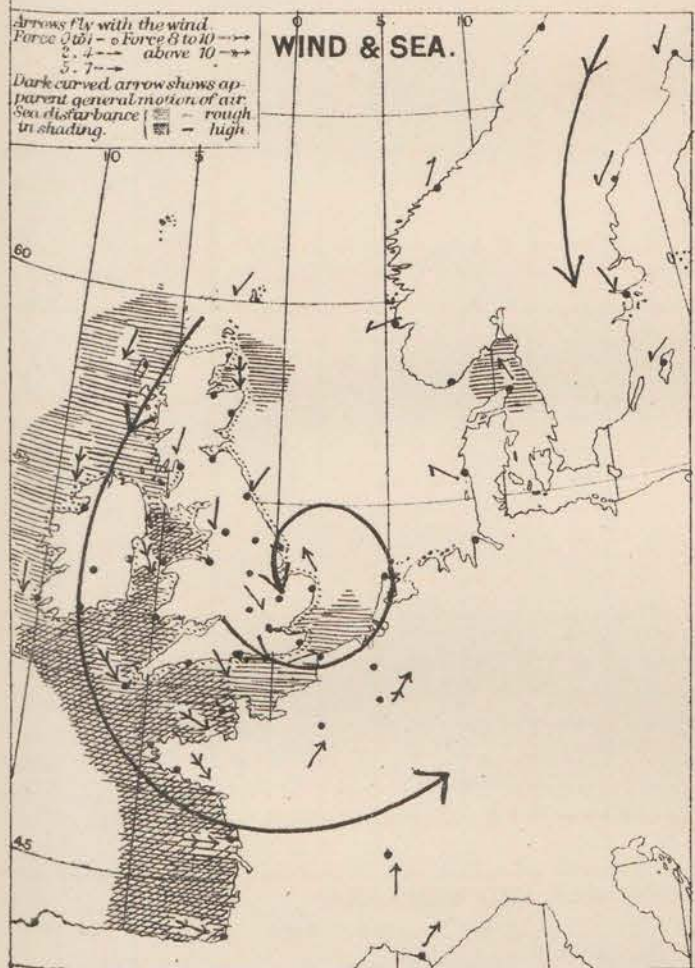 Arrows fly with the wind.
Force 0 to 1 – o Force 8 to 10 –
2. 4 – above 10 –
5. 7 –
Dark curved arrow shows ap-
parent general motion of air.
Sea disturbance – rough.
in shading. – high.
WIND & SEA.
0
5
10
10
5
60
45